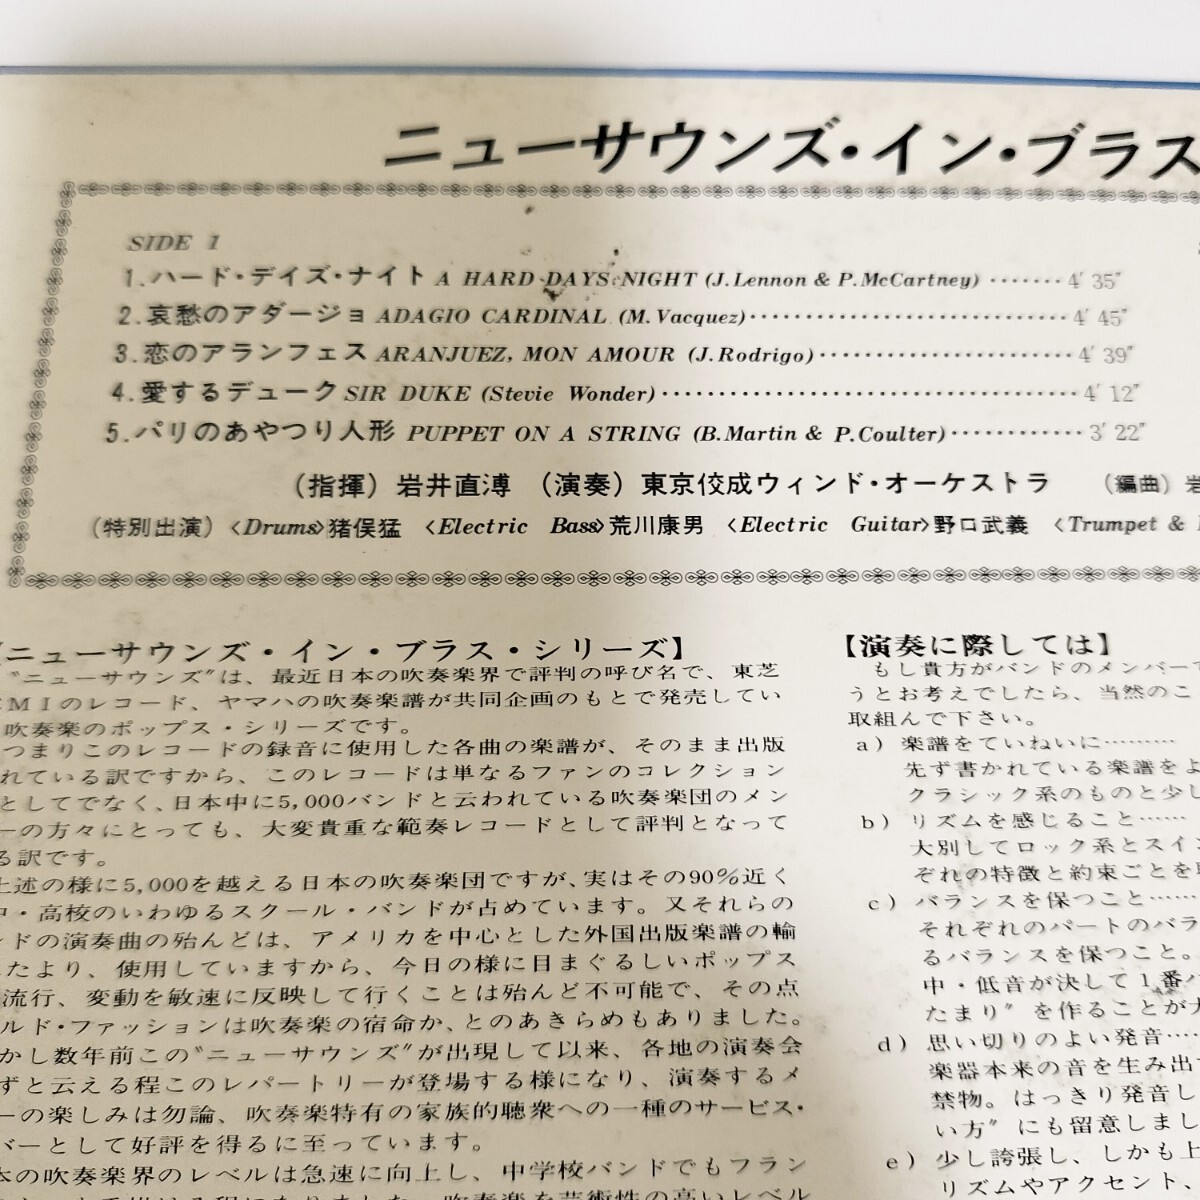 ニューサウンズ・イン・ブラス
SIDE 1
1.ハード・デイズ・ナイト A HARD DAYS NIGHT (J.Lennon & P.McCartney) ‥‥‥ 4′ 35″
2.哀愁のアダージョ ADAGIO CARDINAL (M.Vacquez) ‥‥‥ 4′ 45″
3.恋のアランフェス ARANJUEZ, MON AMOUR (J.Rodrigo) ‥‥‥ 4′ 39″
4.愛するデューク SIR DUKE (Stevie Wonder) ‥‥‥ 4′ 12″
5.パリのあやつり人形 PUPPET ON A STRING (B.Martin & P.Coulter) ‥‥‥ 3′ 22″
(指揮) 岩井直溥 (演奏) 東京佼成ウィンド・オーケストラ (編曲) 岩
(特別出演) 〈Drums〉猪俣猛 〈Electric Bass〉荒川康男 〈Electric Guitar〉野口武義 〈Trumpet &
【ニューサウンズ・イン・ブラス・シリーズ】
〝ニューサウンズ〟は、最近日本の吹奏楽界で評判の呼び名で、東芝
EMIのレコード、ヤマハの吹奏楽譜が共同企画のもとで発売してい
吹奏楽のポップス・シリーズです。
つまりこのレコードの録音に使用した各曲の楽譜が、そのまま出版
れている訳ですから、このレコードは単なるファンのコレクション
としてでなく、日本中に5,000バンドと云われている吹奏楽団のメン
ーの方々にとっても、大変貴重な範奏レコードとして評判となって
る訳です。
上述の様に5,000を越える日本の吹奏楽団ですが、実はその90%近く
中・高校のいわゆるスクール・バンドが占めています。又それらの
ンドの演奏曲の殆んどは、アメリカを中心とした外国出版楽譜の輸
たより、使用していますから、今日の様に目まぐるしいポップス
流行、変動を敏速に反映して行くことは殆んど不可能で、その点
ルド・ファッションは吹奏楽の宿命か、とのあきらめもありました。
かし数年前この〝ニューサウンズ〟が出現して以来、各地の演奏会
ずと云える程このレパートリーが登場する様になり、演奏するメ
ーの楽しみは勿論、吹奏楽特有の家族的聴衆への一種のサービス・
バーとして好評を得るに至っています。
本の吹奏楽界のレベルは急速に向上し、中学校バンドでもフラン
【演奏に際しては】
もし貴方がバンドのメンバーで
うとお考えでしたら、当然のこ
取組んで下さい。
a) 楽譜をていねいに………
先ず書かれている楽譜をよ
クラシック系のものと少し
b) リズムを感じること……
大別してロック系とスイン
ぞれの特徴と約束ごとを
c) バランスを保つこと……
それぞれのパートのバラ
るバランスを保つこと。
中・低音が決して1番パ
たまり〟を作ることが
d) 思い切りのよい発音……
楽器本来の音を生み出
禁物。はっきり発音し
い方〟にも留意しまし
e) 少し誇張し、しかも上
リズムやアクセント、